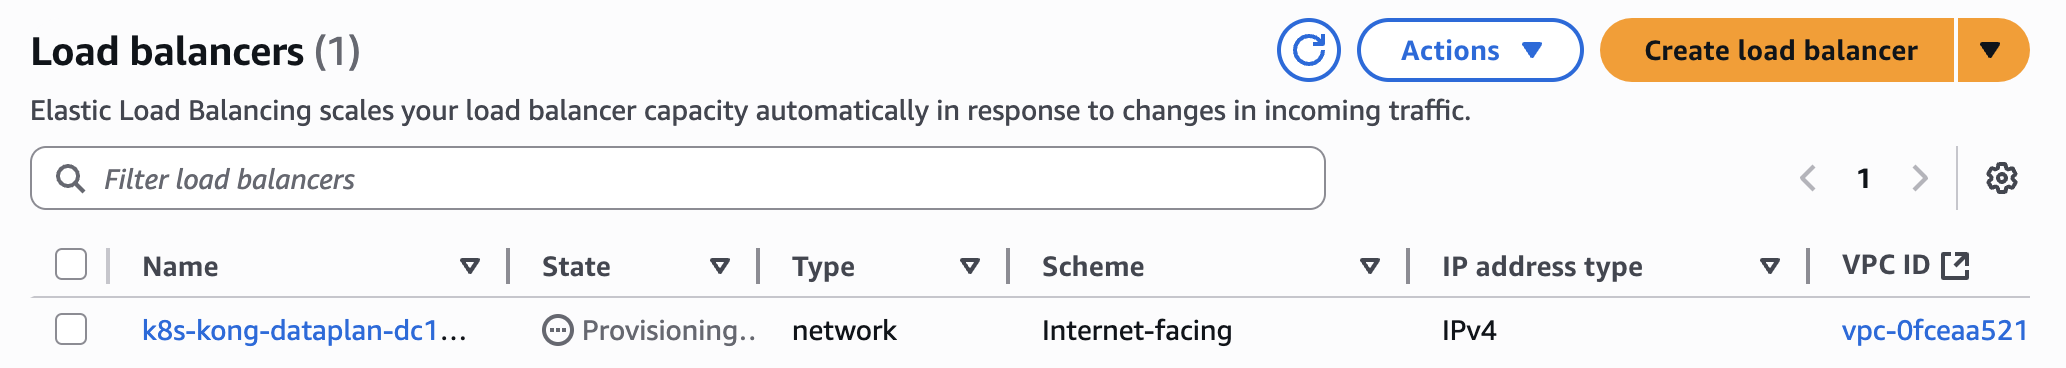 Load balancers (1)
Actions
Create load balancer
Elastic Load Balancing scales your load balancer capacity automatically in response to changes in incoming traffic.
Filter load balancers
1
Name State Type Scheme IP address type VPC ID
k8s-kong-dataplan-dc1... Provisioning.. network Internet-facing IPv4 vpc-0fceaa521